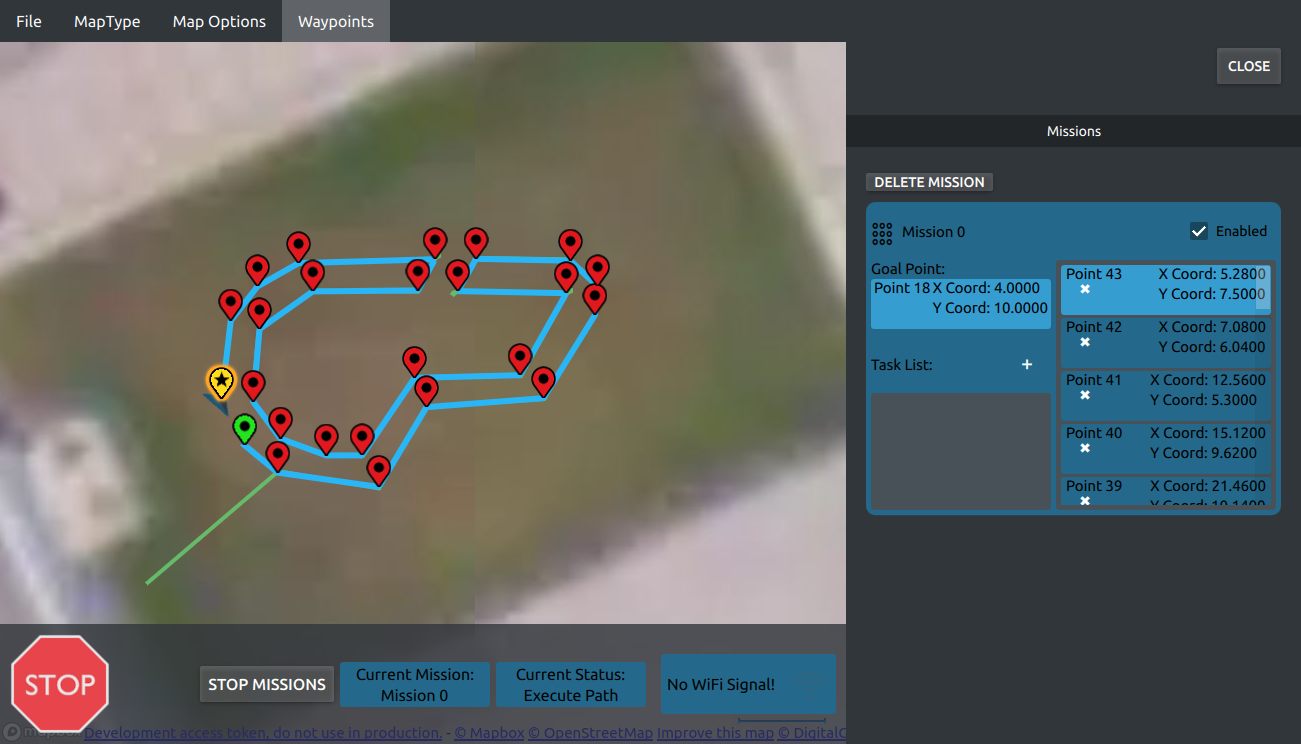 File MapType Map Options Waypoints
CLOSE
Missions
DELETE MISSION
Mission 0 Enabled
Goal Point:
Point 18 X Coord: 4.0000
Y Coord: 10.0000
Task List: +
Point 43 X Coord: 5.2800
Y Coord: 7.5000
Point 42 X Coord: 7.0800
Y Coord: 6.0400
Point 41 X Coord: 12.5600
Y Coord: 5.3000
Point 40 X Coord: 15.1200
Y Coord: 9.6200
Point 39 X Coord: 21.4600
Y Coord: 10.1400
STOP
STOP MISSIONS
Current Mission:
Mission 0
Current Status:
Execute Path
No WiFi Signal!
mapbox Development access token, do not use in production. - © Mapbox © OpenStreetMap Improve this map © DigitalG